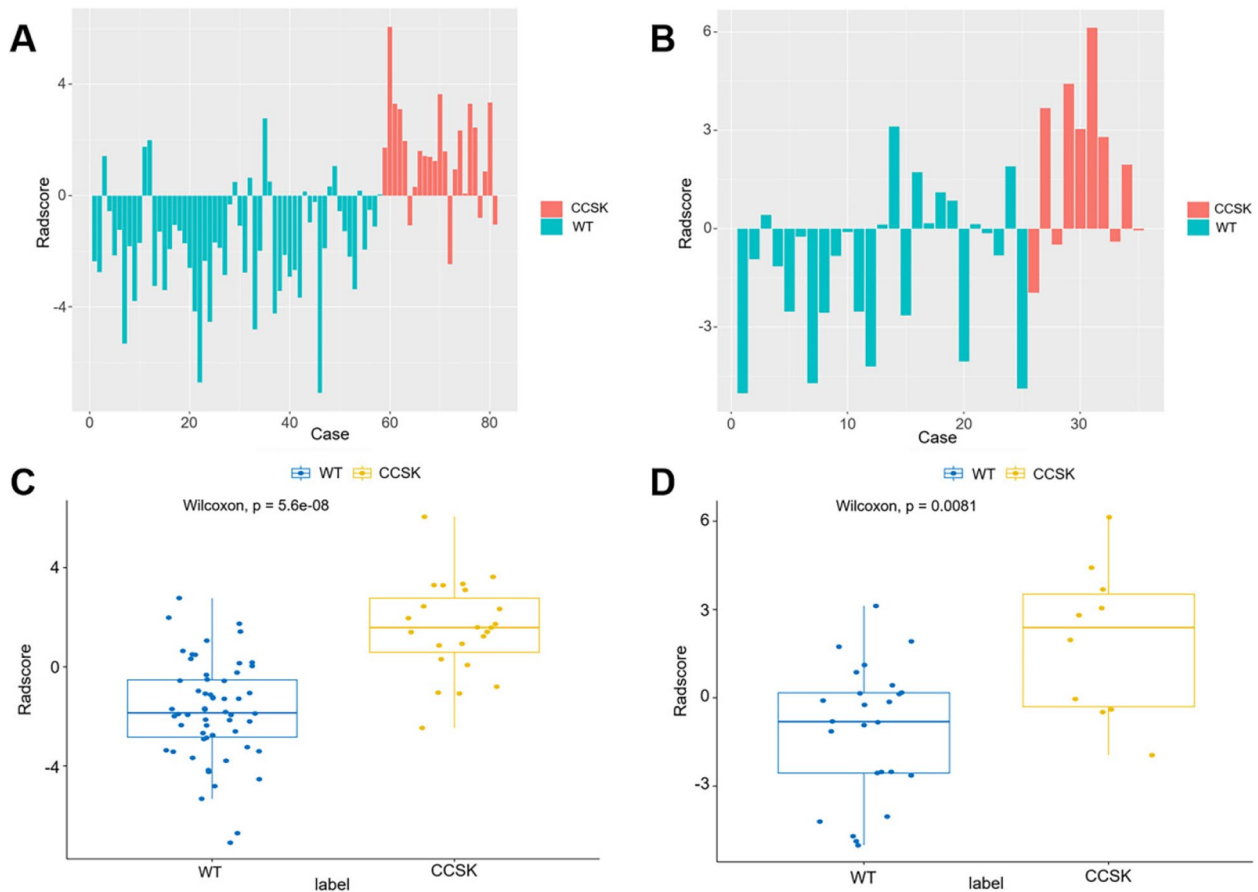 A
Radscore
4
0
-4
0
20
40
60
80
Case
CCSK
WT
B
Radscore
6
3
0
-3
0
10
20
30
Case
CCSK
WT
C
WT CCSK
Wilcoxon, p = 5.6e-08
Radscore
4
0
-4
WT
CCSK
label
D
WT CCSK
Wilcoxon, p = 0.0081
Radscore
6
3
-0
-3
WT
CCSK
label